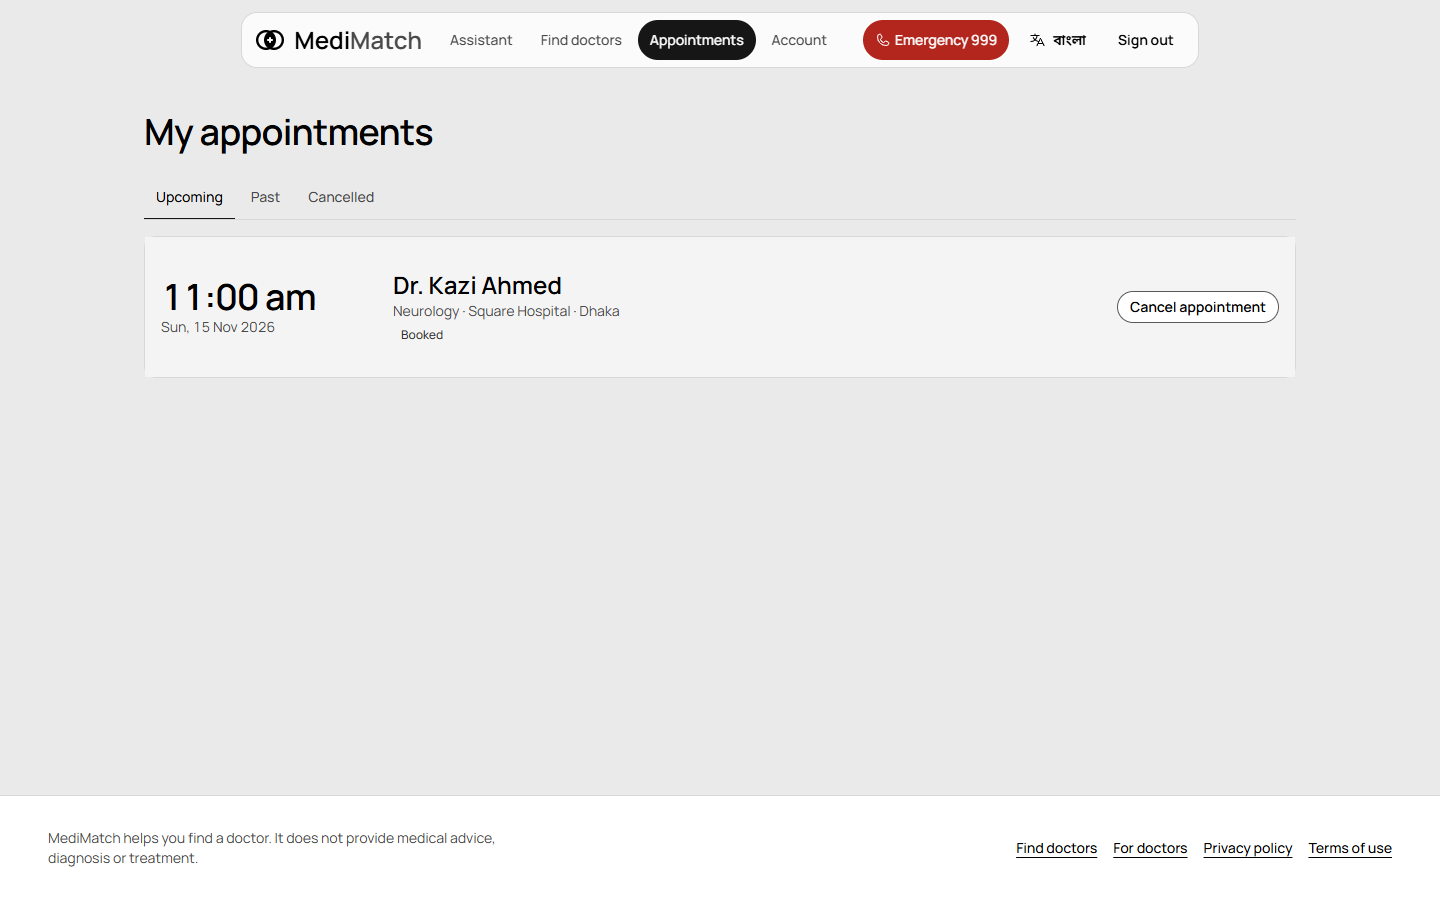 MediMatch
Assistant
Find doctors
Appointments
Account
Emergency 999
বাংলা
Sign out
My appointments
Upcoming
Past
Cancelled
11:00 am
Sun, 15 Nov 2026
Dr. Kazi Ahmed
Neurology · Square Hospital · Dhaka
Booked
Cancel appointment
MediMatch helps you find a doctor. It does not provide medical advice,
diagnosis or treatment.
Find doctors
For doctors
Privacy policy
Terms of use